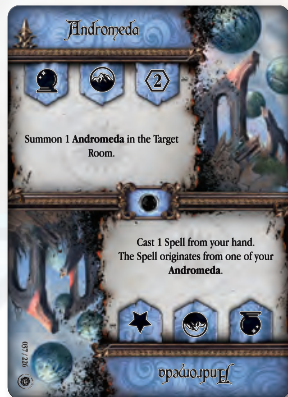 Andromeda
2
Summon 1 Andromeda in the Target
Room.
Cast 1 Spell from your hand.
The Spell originates from one of your
Andromeda.
Andromeda